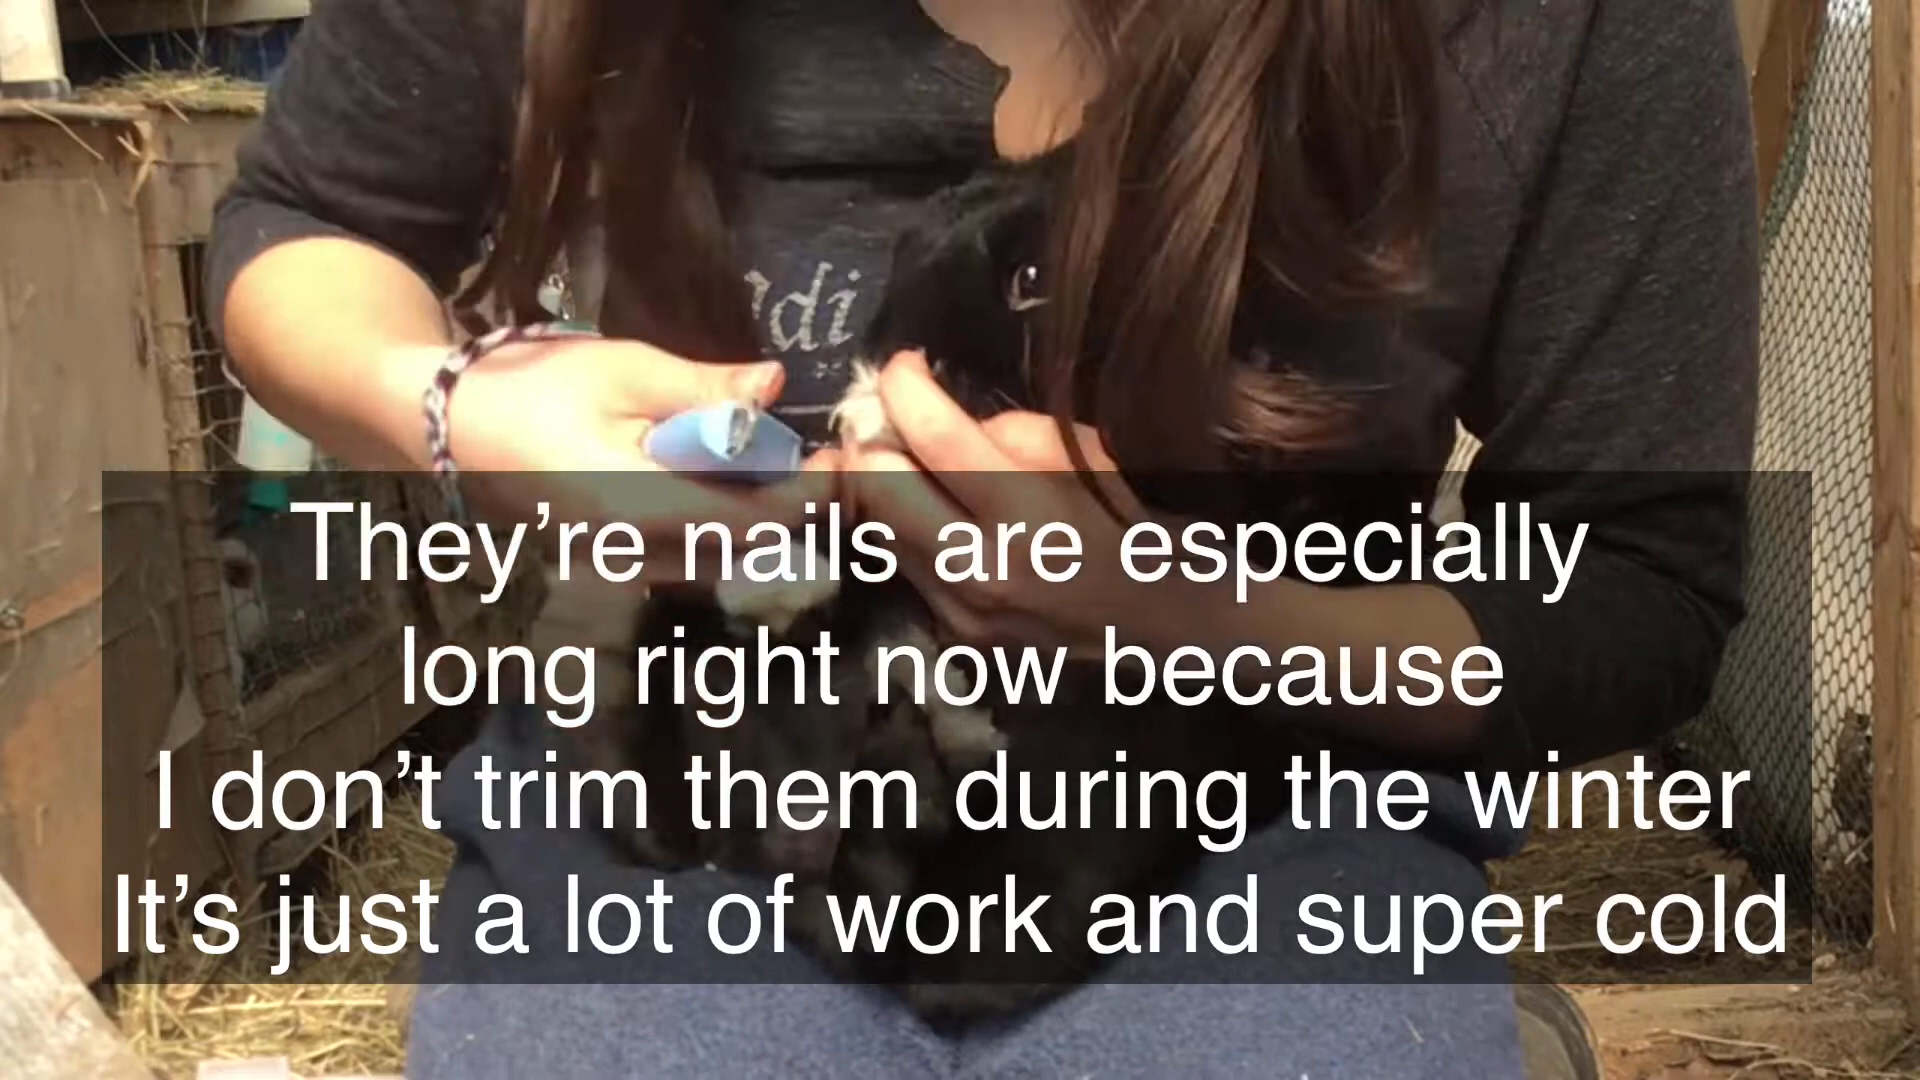 di
They’re nails are especially
long right now because
I don’t trim them during the winter
It’s just a lot of work and super cold